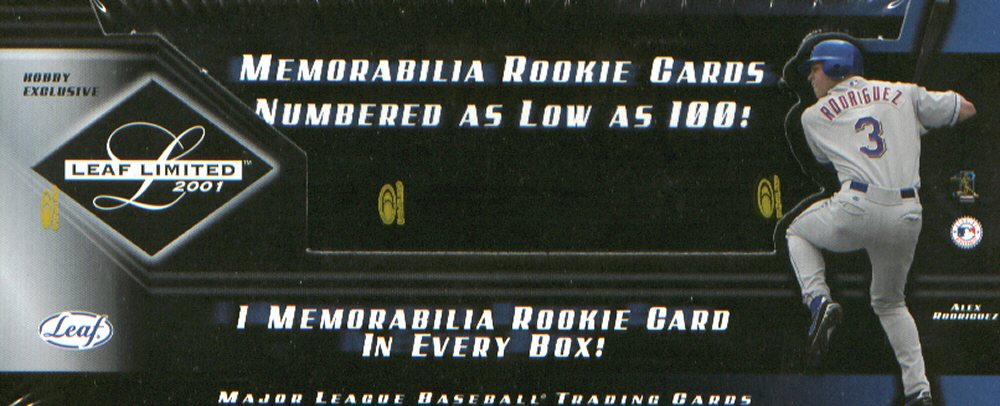 HOBBY
EXCLUSIVE
LEAF LIMITED™
2001
Leaf
MEMORABILIA ROOKIE CARDS
NUMBERED AS LOW AS 100!
1 MEMORABILIA ROOKIE CARD
IN EVERY BOX!
MAJOR LEAGUE BASEBALL® TRADING CARDS
RODRIGUEZ
3
ALEX
RODRIGUEZ